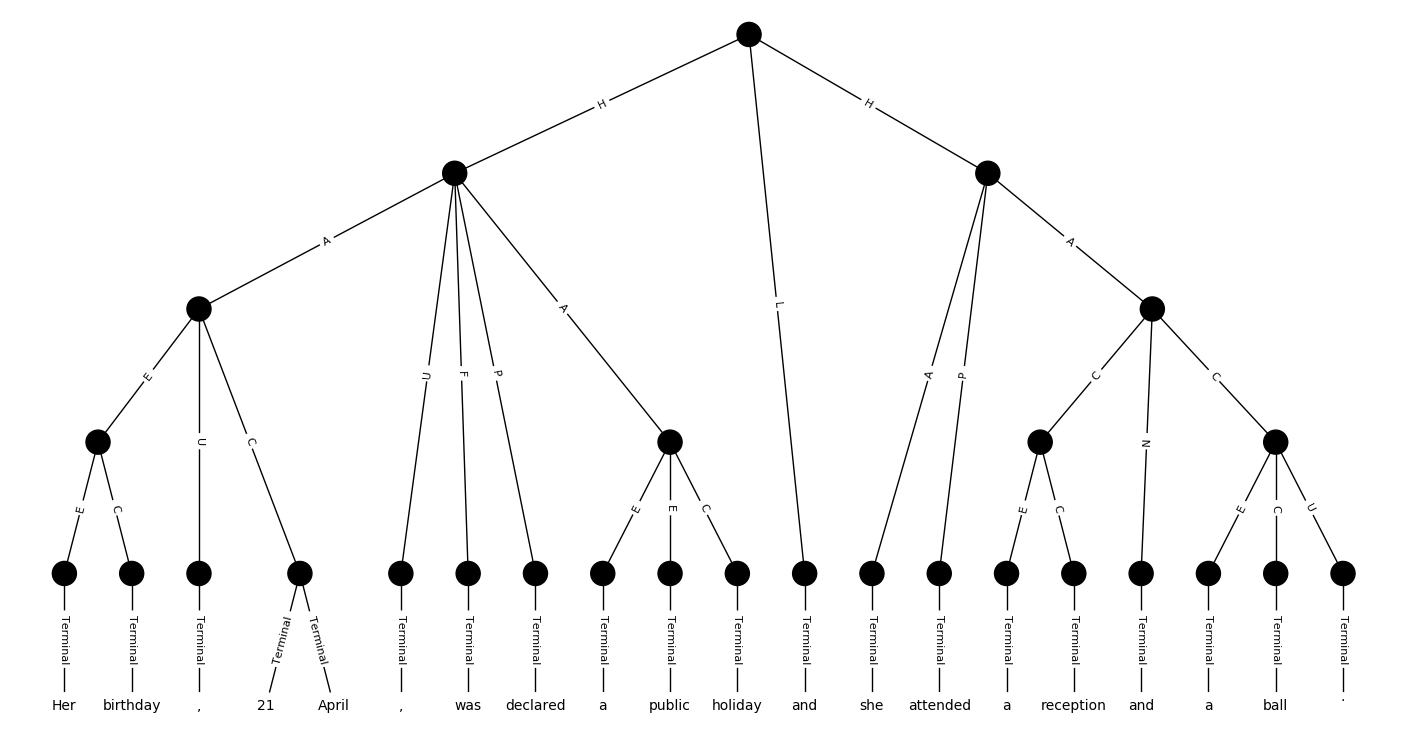 H H
A L A
U F P A A P
E U C C N C
E C E E C E C E C U
Terminal Terminal Terminal Terminal Terminal Terminal Terminal Terminal Terminal Terminal Terminal Terminal Terminal Terminal Terminal Terminal Terminal Terminal Terminal Terminal
Her birthday , 21 April , was declared a public holiday and she attended a reception and a ball .